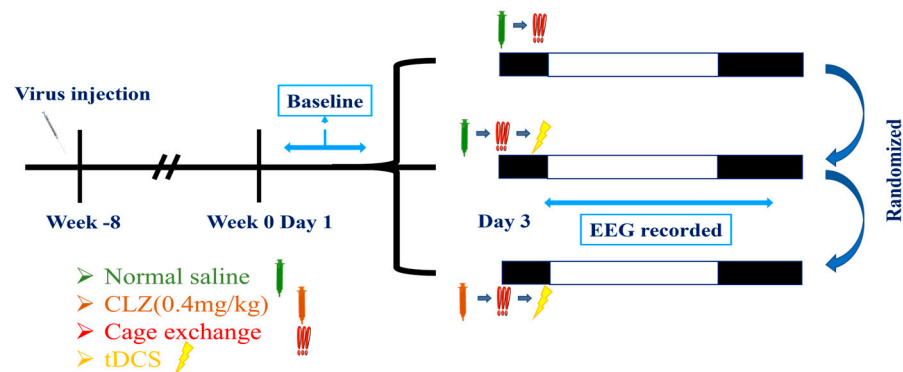 Virus injection
Baseline
Week -8
Week 0 Day 1
Day 3
EEG recorded
Randomized
Normal saline
CLZ(0.4mg/kg)
Cage exchange
tDCS